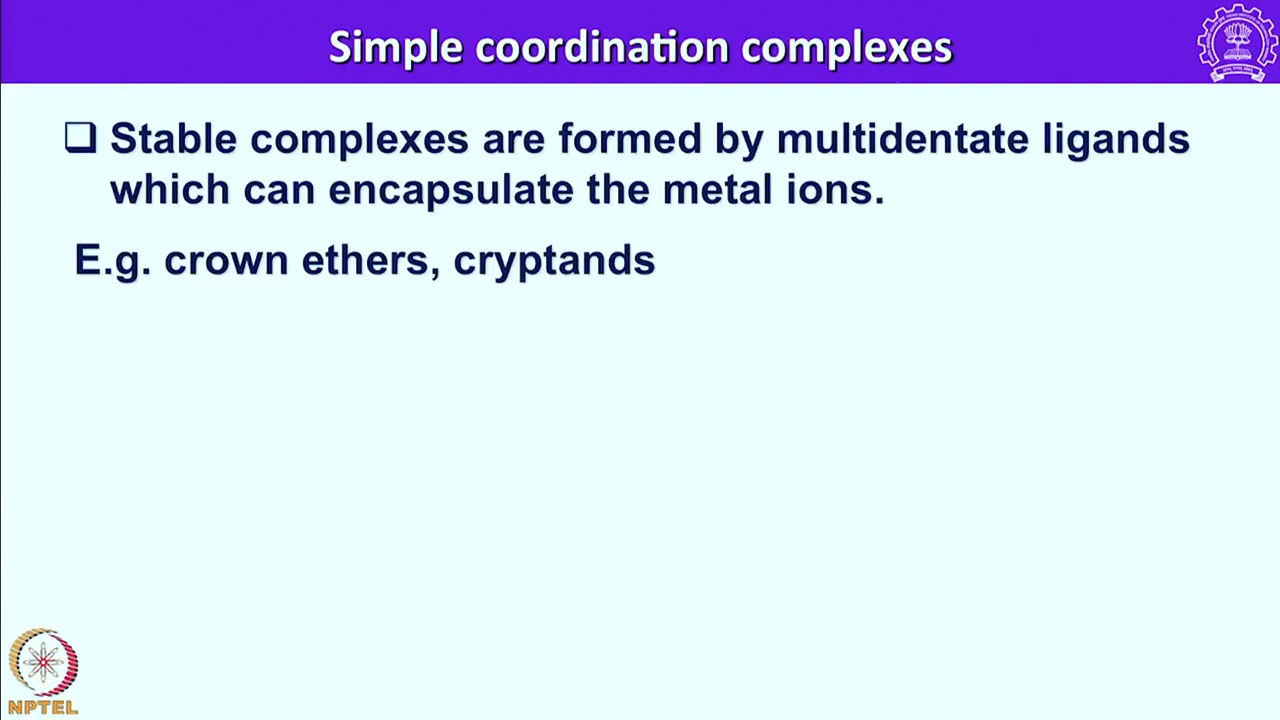 Simple coordination complexes
❑ Stable complexes are formed by multidentate ligands
which can encapsulate the metal ions.
E.g. crown ethers, cryptands
NPTEL